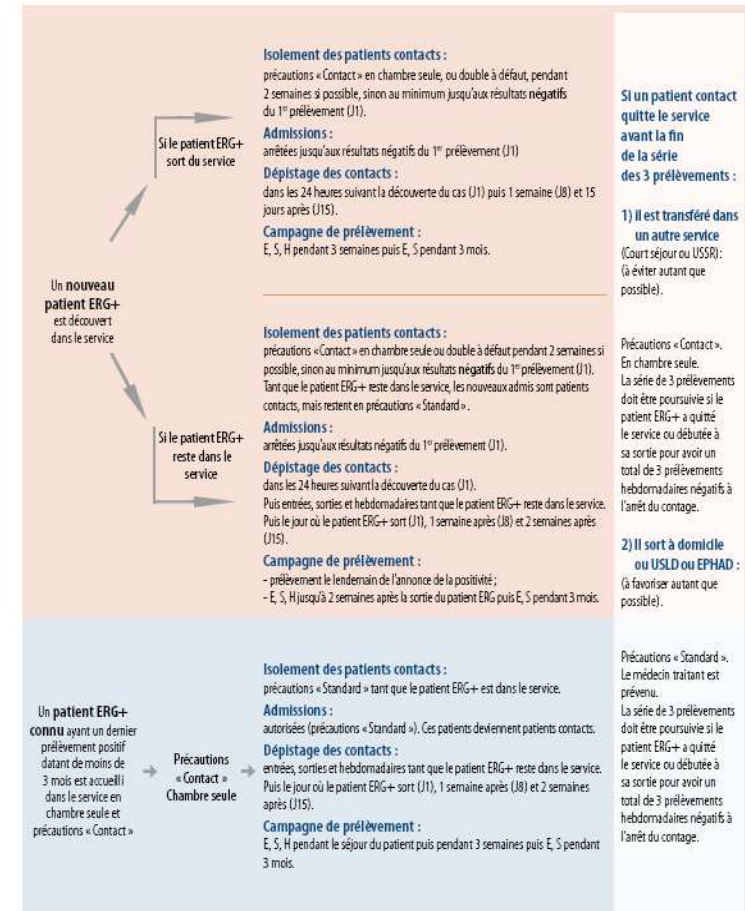 Un nouveau
patient ERG+
est découvert
dans le service
Si le patient ERG+
sort du service
Isolement des patients contacts :
précautions « Contact » en chambre seule, ou double à défaut, pendant
2 semaines si possible, sinon au minimum jusqu'aux résultats négatifs
du 1er prélèvement (J1).
Admissions :
arrêtées jusqu'aux résultats négatifs du 1er prélèvement (J1)
Dépistage des contacts :
dans les 24 heures suivant la découverte du cas (J1) puis 1 semaine (J8) et 15
jours après (J15).
Campagne de prélèvement :
E, S, H pendant 3 semaines puis E, S pendant 3 mois.
Si le patient ERG+
reste dans le
service
Isolement des patients contacts :
précautions « Contact » en chambre seule ou double à défaut pendant 2 semaines si
possible, sinon au minimum jusqu'aux résultats négatifs du 1er prélèvement (J1).
Tant que le patient ERG+ reste dans le service, les nouveaux admis sont patients
contacts, mais restent en précautions « Standard ».
Admissions :
arrêtées jusqu'aux résultats négatifs du 1er prélèvement (J1).
Dépistage des contacts :
dans les 24 heures suivant la découverte du cas (J1).
Puis entrées, sorties et hebdomadaires tant que le patient ERG+ reste dans le service.
Puis le jour où le patient ERG+ sort (J1), 1 semaine après (J8) et 2 semaines après
(J15).
Campagne de prélèvement :
- prélèvement le lendemain de l'annonce de la positivité ;
- E, S, H jusqu'à 2 semaines après la sortie du patient ERG puis E, S pendant 3 mois.
Un patient ERG+
connu ayant un dernier
prélèvement positif
datant de moins de
3 mois est accueilli
dans le service en
chambre seule et
précautions « Contact »
Précautions
« Contact »
Chambre seule
Isolement des patients contacts :
précautions « Standard » tant que le patient ERG+ est dans le service.
Admissions :
autorisées (précautions « Standard »). Ces patients deviennent patients contacts.
Dépistage des contacts :
entrées, sorties et hebdomadaires tant que le patient ERG+ reste dans le service.
Puis le jour où le patient ERG+ sort (J1), 1 semaine après (J8) et 2 semaines
après (J15).
Campagne de prélèvement :
E, S, H pendant le séjour du patient puis pendant 3 semaines puis E, S pendant
3 mois.
Si un patient contact
quitte le service
avant la fin
de la série
des 3 prélèvements :
1) il est transféré dans
un autre service
(Court séjour ou USSR) :
(à éviter autant que
possible).
Précautions « Contact ».
En chambre seule.
La série de 3 prélèvements
doit être poursuivie si le
patient ERG+ a quitté
le service ou débutée à
sa sortie pour avoir un
total de 3 prélèvements
hebdomadaires négatifs à
l'arrêt du contage.
2) Il sort à domicile
ou USLD ou EPHAD :
(à favoriser autant que
possible).
Précautions « Standard ».
Le médecin traitant est
prévenu.
La série de 3 prélèvements
doit être poursuivie si le
patient ERG+ a quitté
le service ou débutée à
sa sortie pour avoir un
total de 3 prélèvements
hebdomadaires négatifs à
l'arrêt du contage.